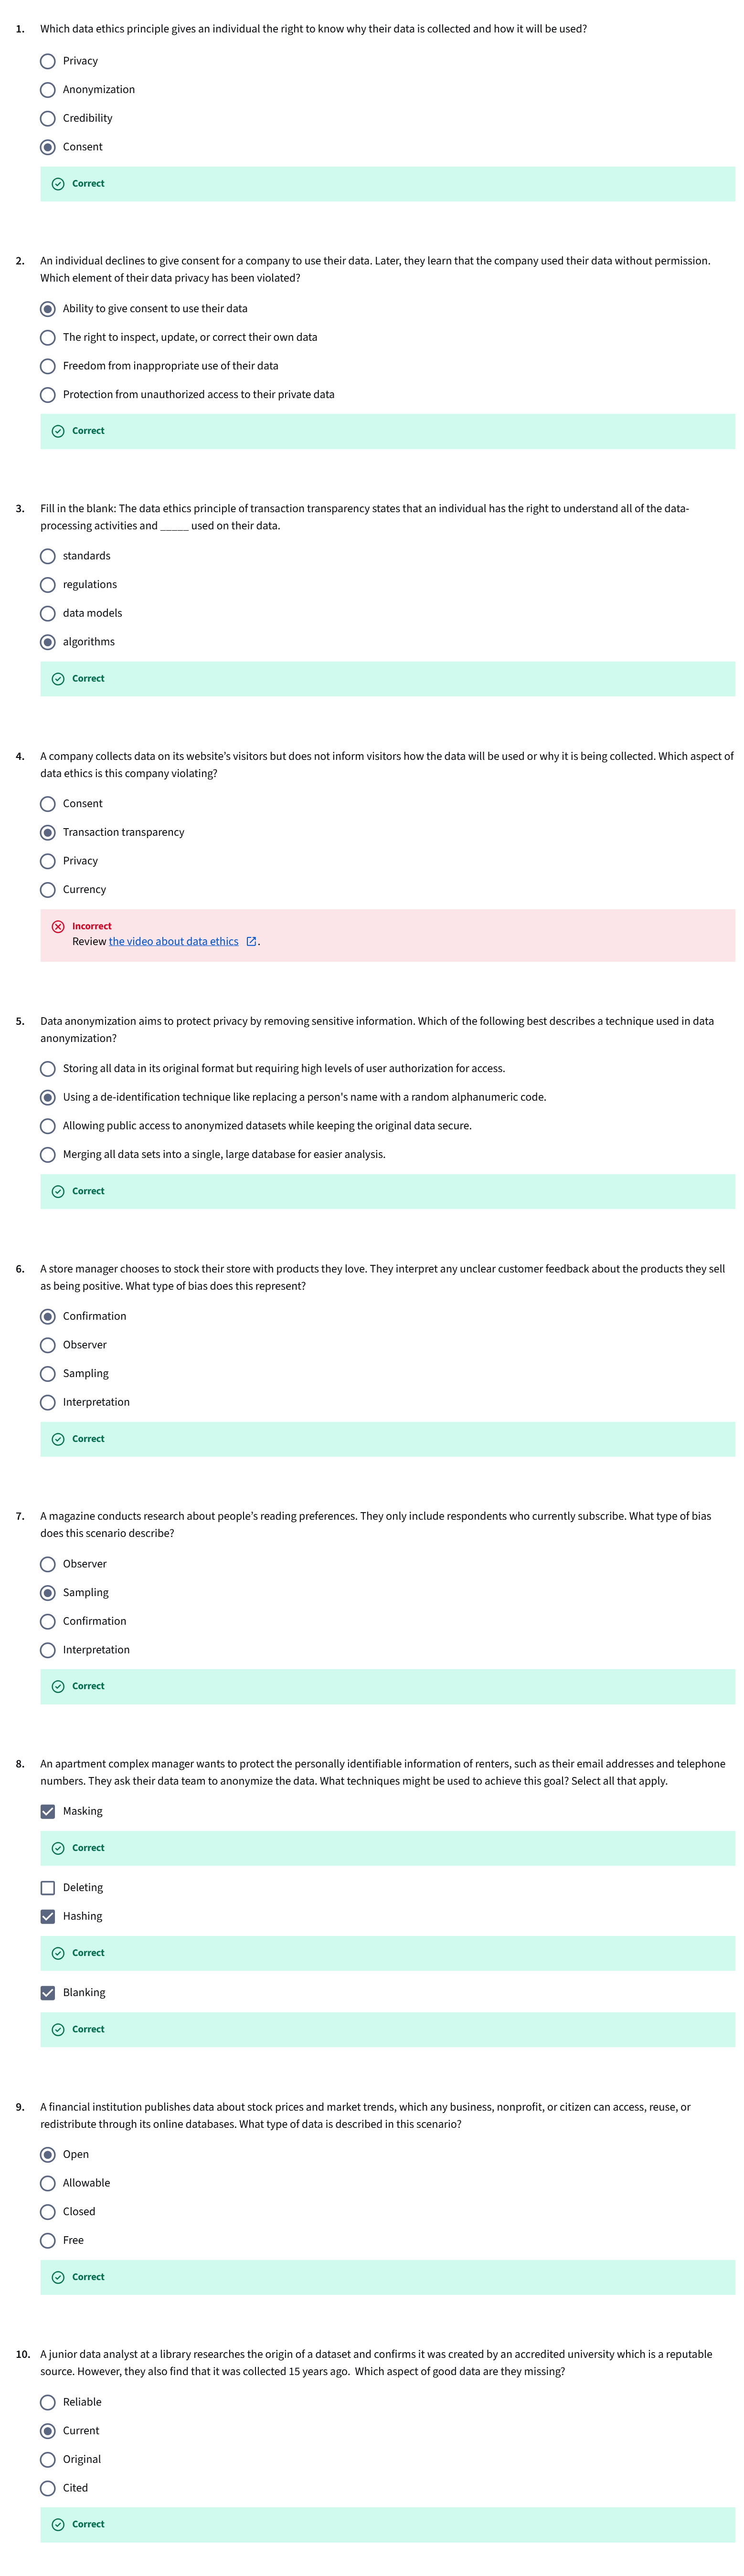 1. Which data ethics principle gives an individual the right to know why their data is collected and how it will be used?
Privacy
Anonymization
Credibility
Consent
Correct
2. An individual declines to give consent for a company to use their data. Later, they learn that the company used their data without permission.
Which element of their data privacy has been violated?
Ability to give consent to use their data
The right to inspect, update, or correct their own data
Freedom from inappropriate use of their data
Protection from unauthorized access to their private data
Correct
3. Fill in the blank: The data ethics principle of transaction transparency states that an individual has the right to understand all of the data-
processing activities and _____ used on their data.
standards
regulations
data models
algorithms
Correct
4. A company collects data on its website’s visitors but does not inform visitors how the data will be used or why it is being collected. Which aspect of
data ethics is this company violating?
Consent
Transaction transparency
Privacy
Currency
Incorrect
Review the video about data ethics .
5. Data anonymization aims to protect privacy by removing sensitive information. Which of the following best describes a technique used in data
anonymization?
Storing all data in its original format but requiring high levels of user authorization for access.
Using a de-identification technique like replacing a person's name with a random alphanumeric code.
Allowing public access to anonymized datasets while keeping the original data secure.
Merging all data sets into a single, large database for easier analysis.
Correct
6. A store manager chooses to stock their store with products they love. They interpret any unclear customer feedback about the products they sell
as being positive. What type of bias does this represent?
Confirmation
Observer
Sampling
Interpretation
Correct
7. A magazine conducts research about people’s reading preferences. They only include respondents who currently subscribe. What type of bias
does this scenario describe?
Observer
Sampling
Confirmation
Interpretation
Correct
8. An apartment complex manager wants to protect the personally identifiable information of renters, such as their email addresses and telephone
numbers. They ask their data team to anonymize the data. What techniques might be used to achieve this goal? Select all that apply.
Masking
Correct
Deleting
Hashing
Correct
Blanking
Correct
9. A financial institution publishes data about stock prices and market trends, which any business, nonprofit, or citizen can access, reuse, or
redistribute through its online databases. What type of data is described in this scenario?
Open
Allowable
Closed
Free
Correct
10. A junior data analyst at a library researches the origin of a dataset and confirms it was created by an accredited university which is a reputable
source. However, they also find that it was collected 15 years ago. Which aspect of good data are they missing?
Reliable
Current
Original
Cited
Correct